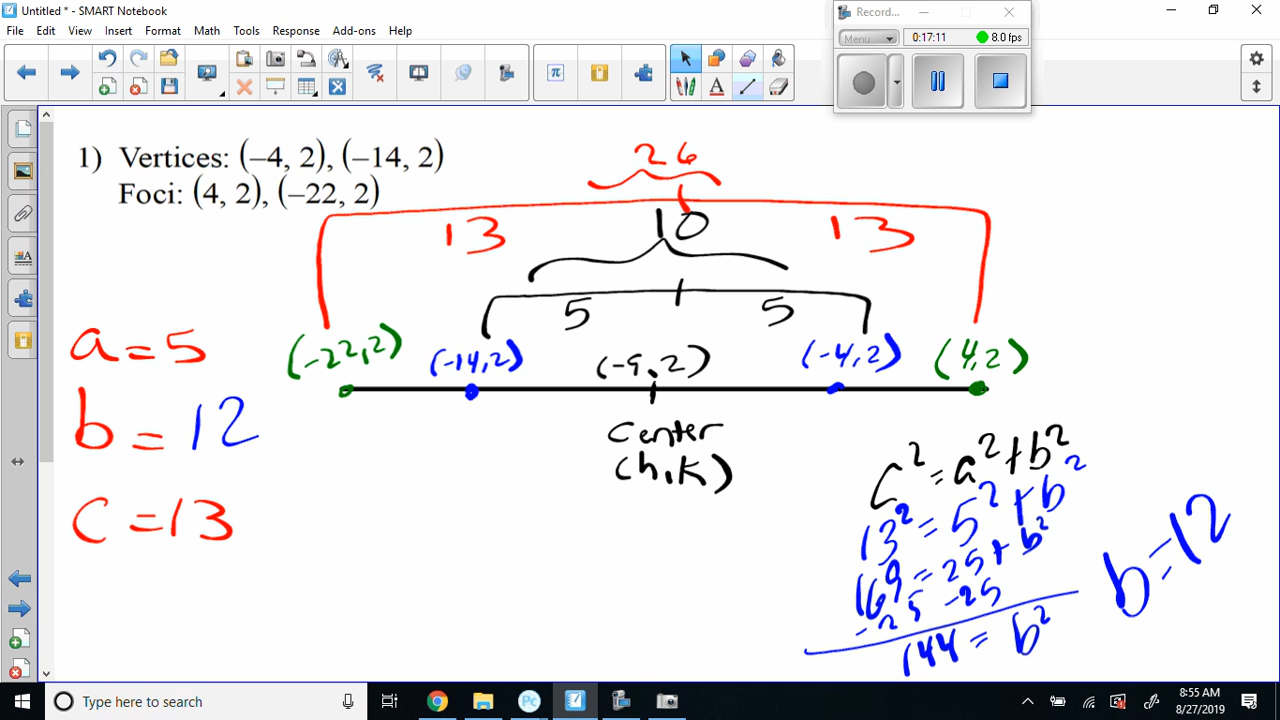 Untitled * - SMART Notebook
File Edit View Insert Format Math Tools Response Add-ons Help
Record...
Menu
0:17:11
8.0 fps
1) Vertices: (–4, 2), (–14, 2)
Foci: (4, 2), (–22, 2)
26
13 10 13
5 5
(-22,2) (-14,2) (-9,2) (-4,2) (4,2)
Center
(h,k)
a=5
b=12
c=13
c²=a²+b²
13²=5²+b²
169=25+b²
-25 -25
144=b²
b=12
Type here to search
Pc
8:55 AM
8/27/2019